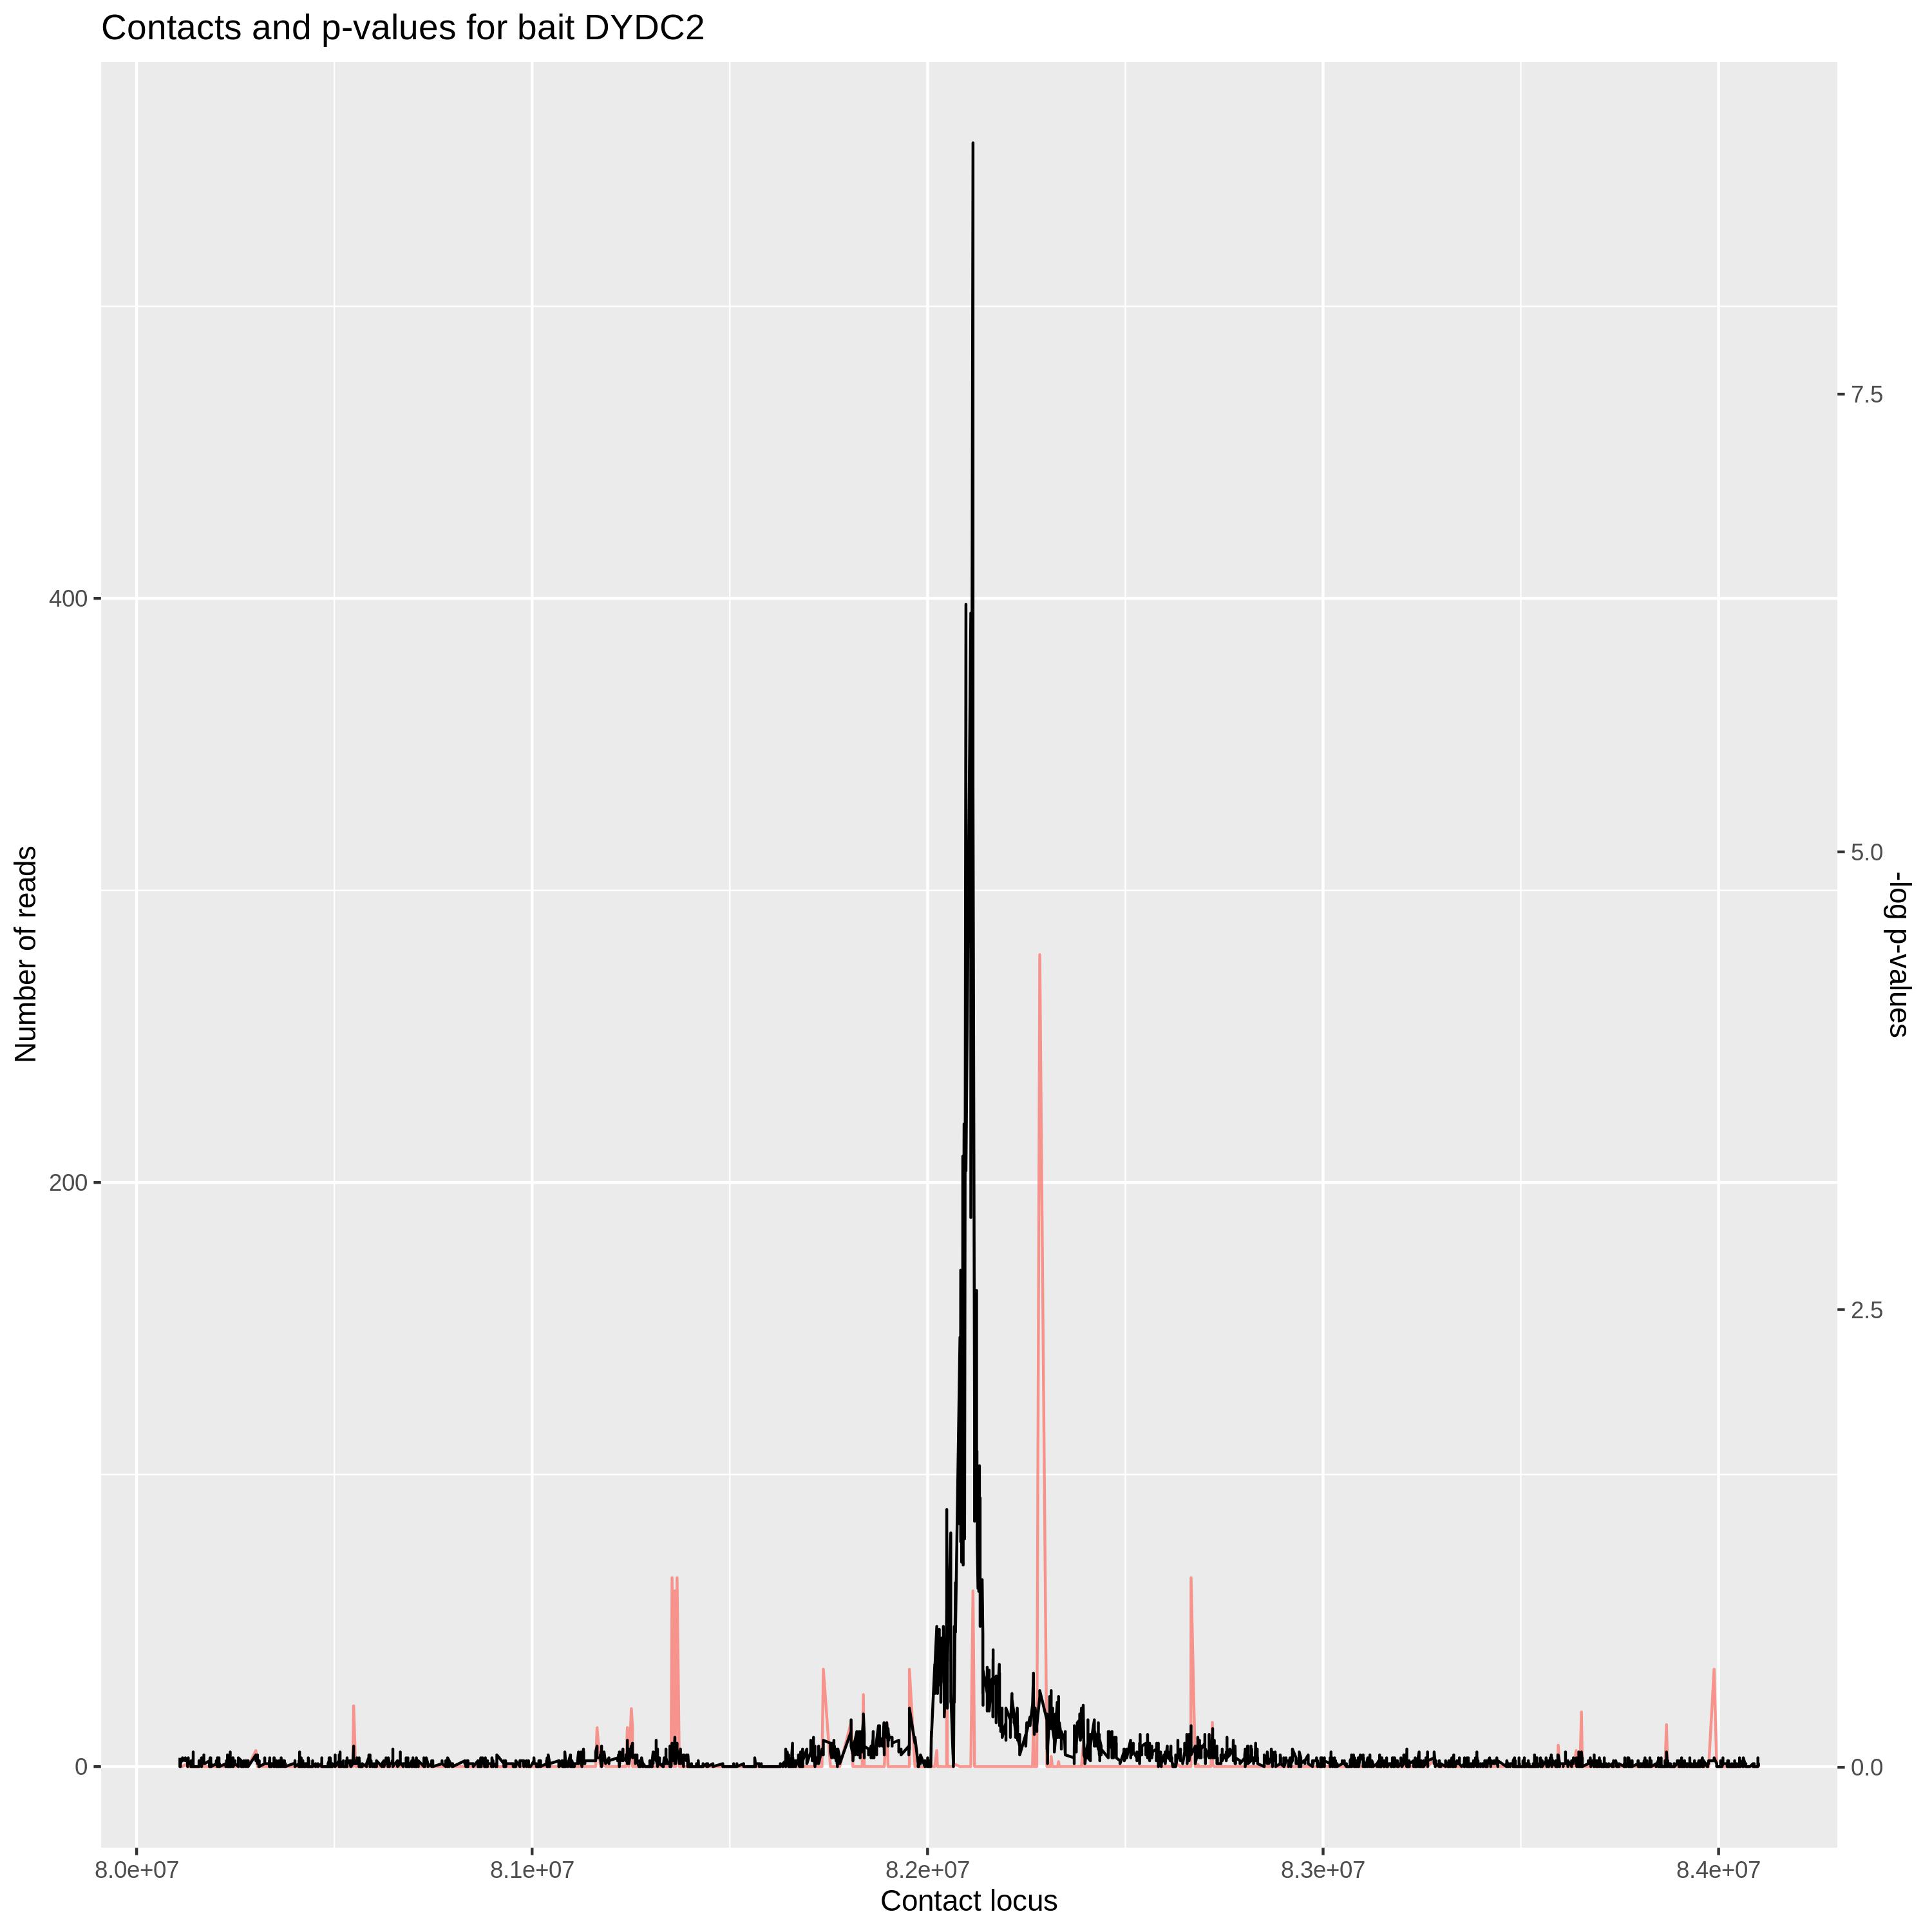 Contacts and p-values for bait DYDC2
Number of reads
400
200
0
7.5
5.0
2.5
0.0
-log p-values
8.0e+07
8.1e+07
8.2e+07
8.3e+07
8.4e+07
Contact locus